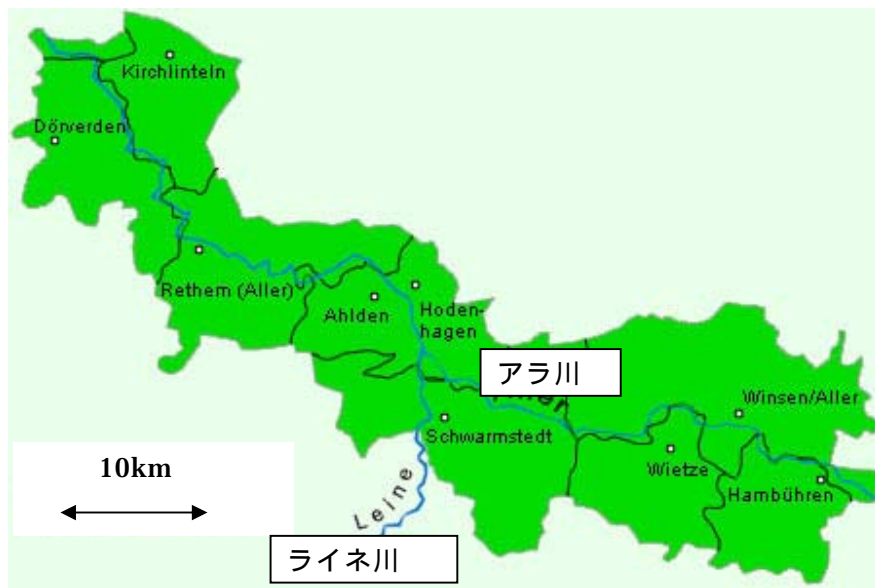 Kirchlinteln
Dörverden
Rethem (Aller)
Ahlden
Hoden-
hagen
アラ川
Winsen/Aller
Schwarmstedt
Wietze
Hambühren
10km
Leine
ライネ川